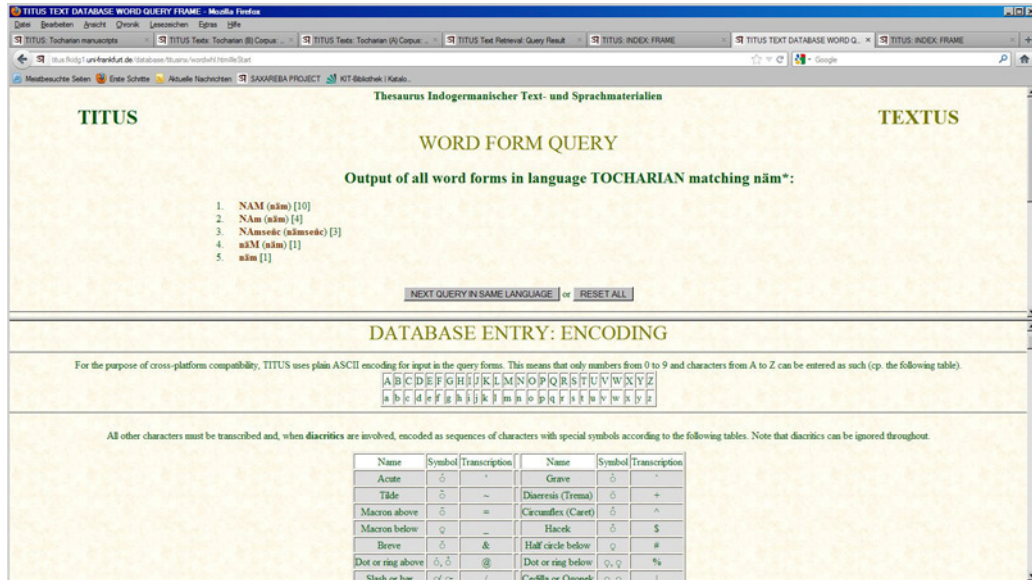 TITUS TEXT DATABASE WORD QUERY FRAME - Mozilla Firefox
Datei Bearbeiten Ansicht Chronik Lesezeichen Extras Hilfe
TITUS: Tocharian manuscripts × TITUS Texts: Tocharian (B) Corpus: ... × TITUS Texts: Tocharian (A) Corpus: ... × TITUS Text Retrieval: Query Result × TITUS: INDEX: FRAME × TITUS TEXT DATABASE WORD Q... × TITUS: INDEX: FRAME × +
Google
Meistbesuchte Seiten Erste Schritte Aktuelle Nachrichten SAXAREBA PROJECT KIT-Bibliothek | Katalo...
Thesaurus Indogermanischer Text- und Sprachmaterialien
TITUS TEXTUS
WORD FORM QUERY
Output of all word forms in language TOCHARIAN matching näm*:
1. NAM (näm) [10]
2. NAm (näm) [4]
3. NAmseñc (nämseñc) [3]
4. näM (näm) [1]
5. näm [1]
NEXT QUERY IN SAME LANGUAGE or RESET ALL
DATABASE ENTRY: ENCODING
For the purpose of cross-platform compatibility, TITUS uses plain ASCII encoding for input in the query forms. This means that only numbers from 0 to 9 and characters from A to Z can be entered as such (cp. the following table).
A B C D E F G H I J K L M N O P Q R S T U V W X Y Z
a b c d e f g h i j k l m n o p q r s t u v w x y z
All other characters must be transcribed and, when diacritics are involved, encoded as sequences of characters with special symbols according to the following tables. Note that diacritics can be ignored throughout.
Name Symbol Transcription Name Symbol Transcription
Acute Grave
Tilde ~ Diaeresis (Trema) +
Macron above = Circumflex (Caret) ^
Macron below _ Hacek $
Breve & Half circle below #
Dot or ring above @ Dot or ring below %
Slash or bar / Cedilla or Ogonek